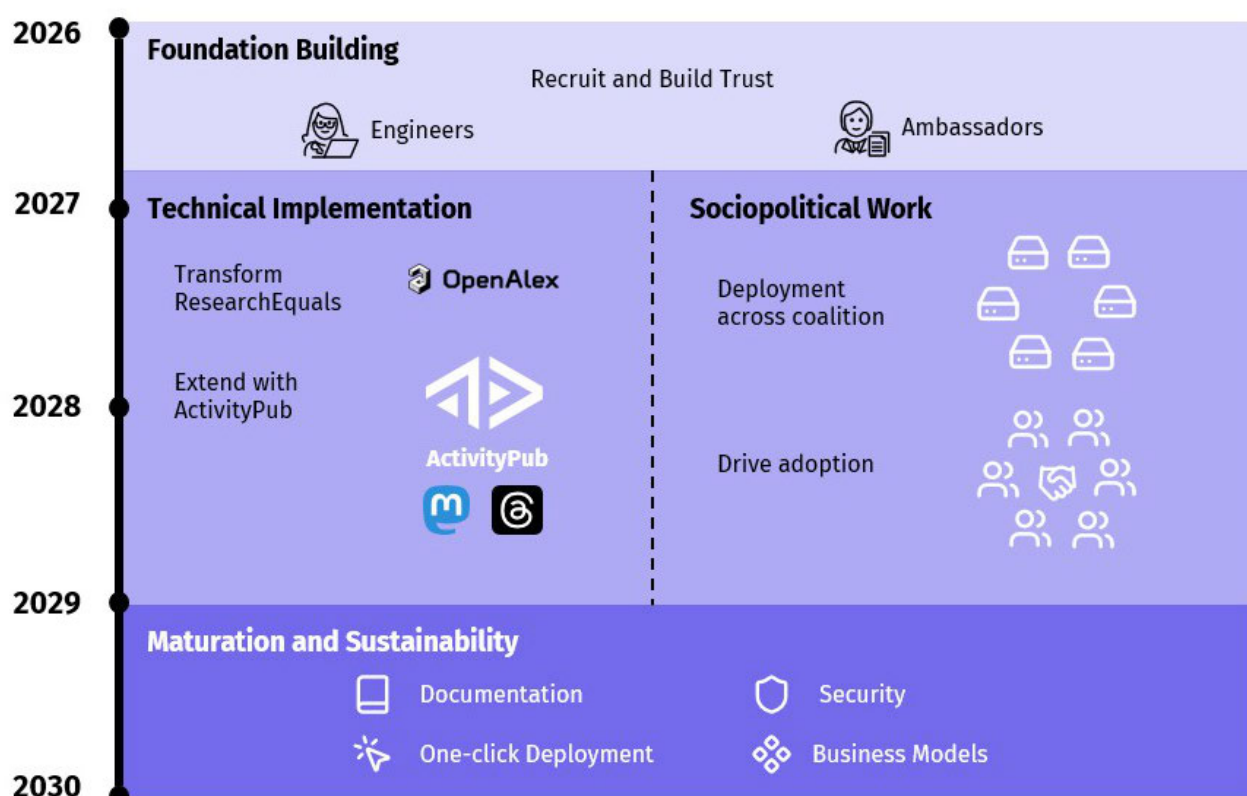 2026
Foundation Building
Recruit and Build Trust
Engineers
Ambassadors
2027
Technical Implementation
Sociopolitical Work
Transform
ResearchEquals
OpenAlex
Deployment
across coalition
2028
Extend with
ActivityPub
ActivityPub
Drive adoption
2029
Maturation and Sustainability
Documentation
Security
One-click Deployment
Business Models
2030